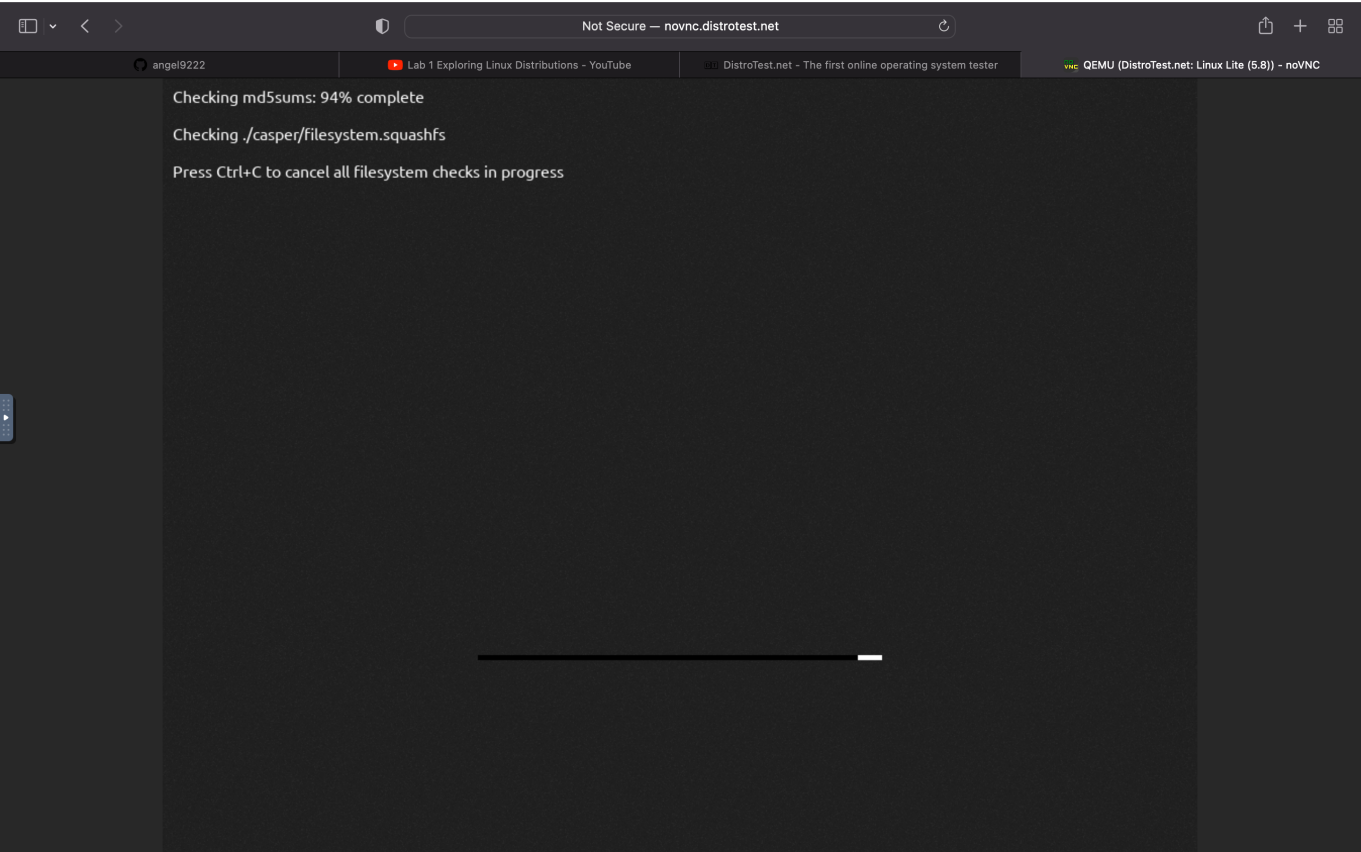 Not Secure — novnc.distrotest.net
angel9222
Lab 1 Exploring Linux Distributions - YouTube
DistroTest.net - The first online operating system tester
VNC QEMU (DistroTest.net: Linux Lite (5.8)) - noVNC
Checking md5sums: 94% complete
Checking ./casper/filesystem.squashfs
Press Ctrl+C to cancel all filesystem checks in progress